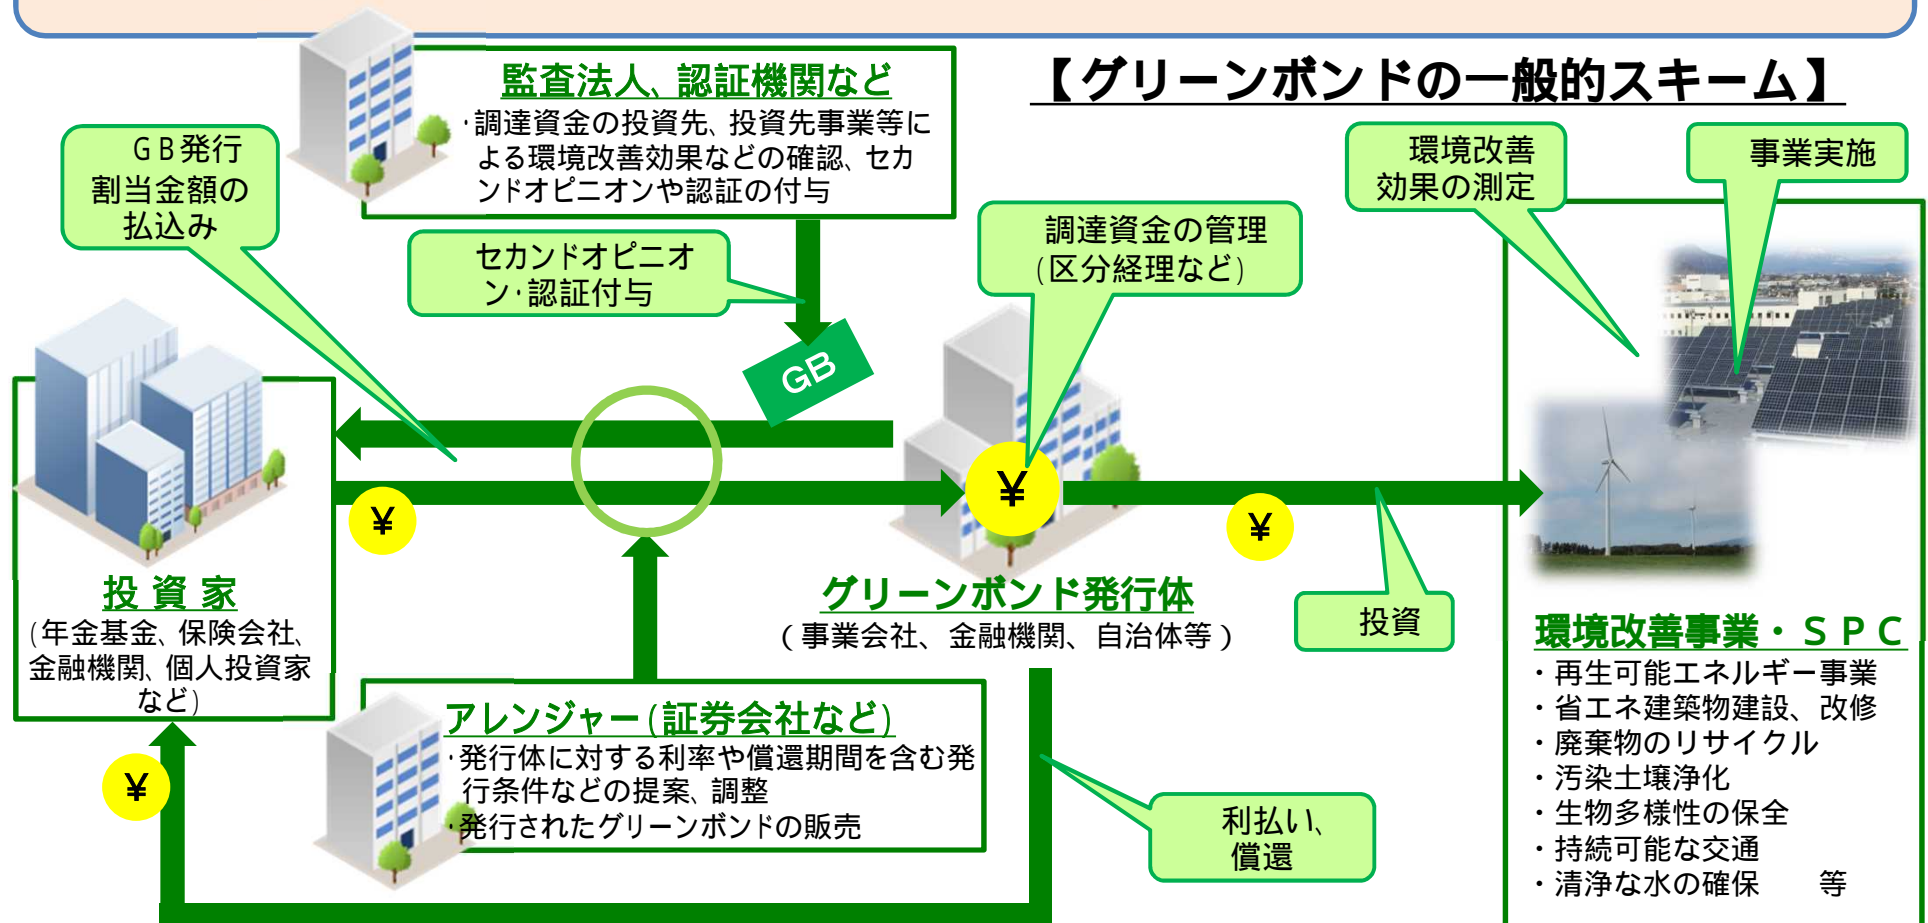 【グリーンボンドの一般的スキーム】
監査法人、認証機関など
・調達資金の投資先、投資先事業等に
よる環境改善効果などの確認、セカ
ンドオピニオンや認証の付与
GB発行
割当金額の
払込み
セカンドオピニオ
ン・認証付与
調達資金の管理
(区分経理など)
環境改善
効果の測定
事業実施
GB
¥
¥
¥
投資家
(年金基金、保険会社、
金融機関、個人投資家
など)
グリーンボンド発行体
(事業会社、金融機関、自治体等)
投資
環境改善事業・SPC
・再生可能エネルギー事業
・省エネ建築物建設、改修
・廃棄物のリサイクル
・汚染土壌浄化
・生物多様性の保全
・持続可能な交通
・清浄な水の確保　　等
アレンジャー(証券会社など)
・発行体に対する利率や償還期間を含む発
行条件などの提案、調整
・発行されたグリーンボンドの販売
¥
利払い、
償還